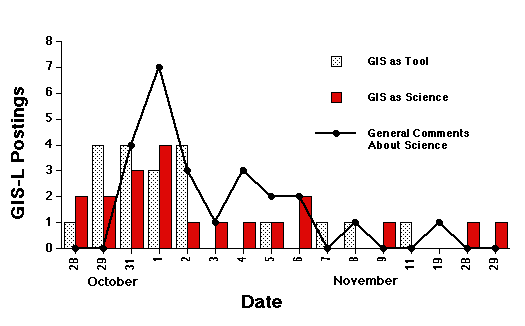 8
7
6
5
4
3
2
1
0
GIS-L Postings
GIS as Tool
GIS as Science
General Comments
About Science
28 29 31 1 2 3 4 5 6 7 8 9 11 19 28 29
October November
Date